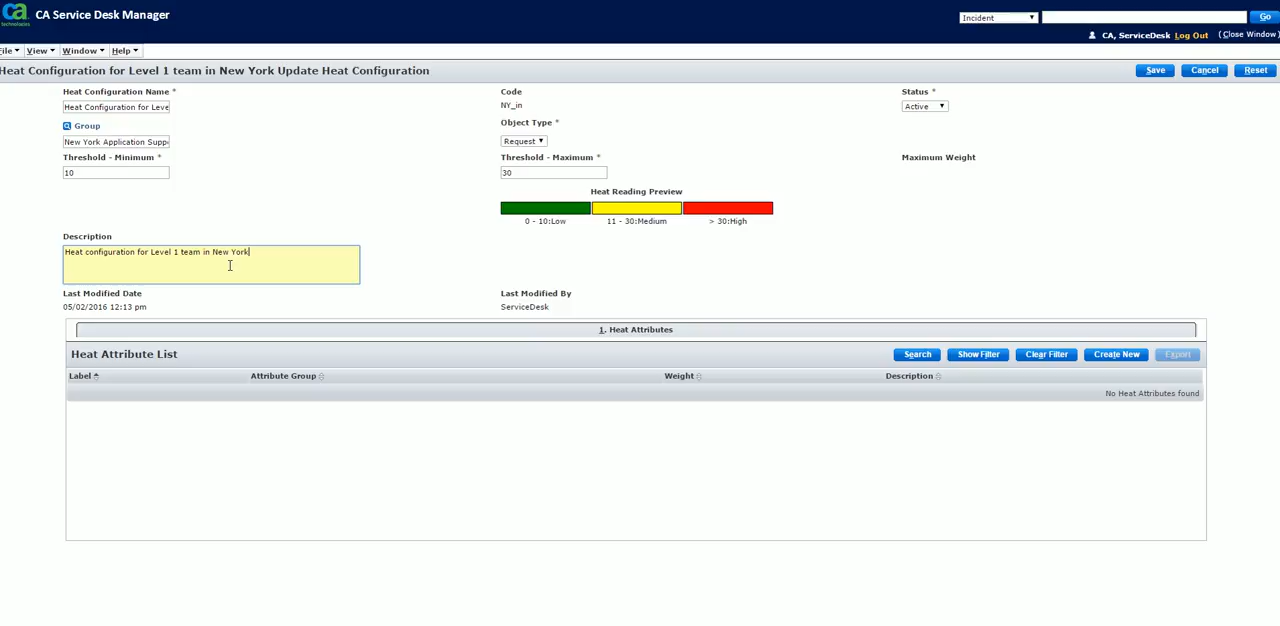 ca
technologies
CA Service Desk Manager
Incident
Go
CA, ServiceDesk Log Out (Close Window)
File View Window Help
Heat Configuration for Level 1 team in New York Update Heat Configuration
Save Cancel Reset
Heat Configuration Name *
Code
Status *
Heat Configuration for Leve
NY_in
Active
Group
Object Type *
New York Application Supp
Request
Threshold - Minimum *
Threshold - Maximum *
Maximum Weight
10
30
Heat Reading Preview
0 - 10:Low 11 - 30:Medium > 30:High
Description
Heat configuration for Level 1 team in New York
Last Modified Date
Last Modified By
05/02/2016 12:13 pm
ServiceDesk
1. Heat Attributes
Heat Attribute List
Search Show Filter Clear Filter Create New Export
Label Attribute Group Weight Description
No Heat Attributes found